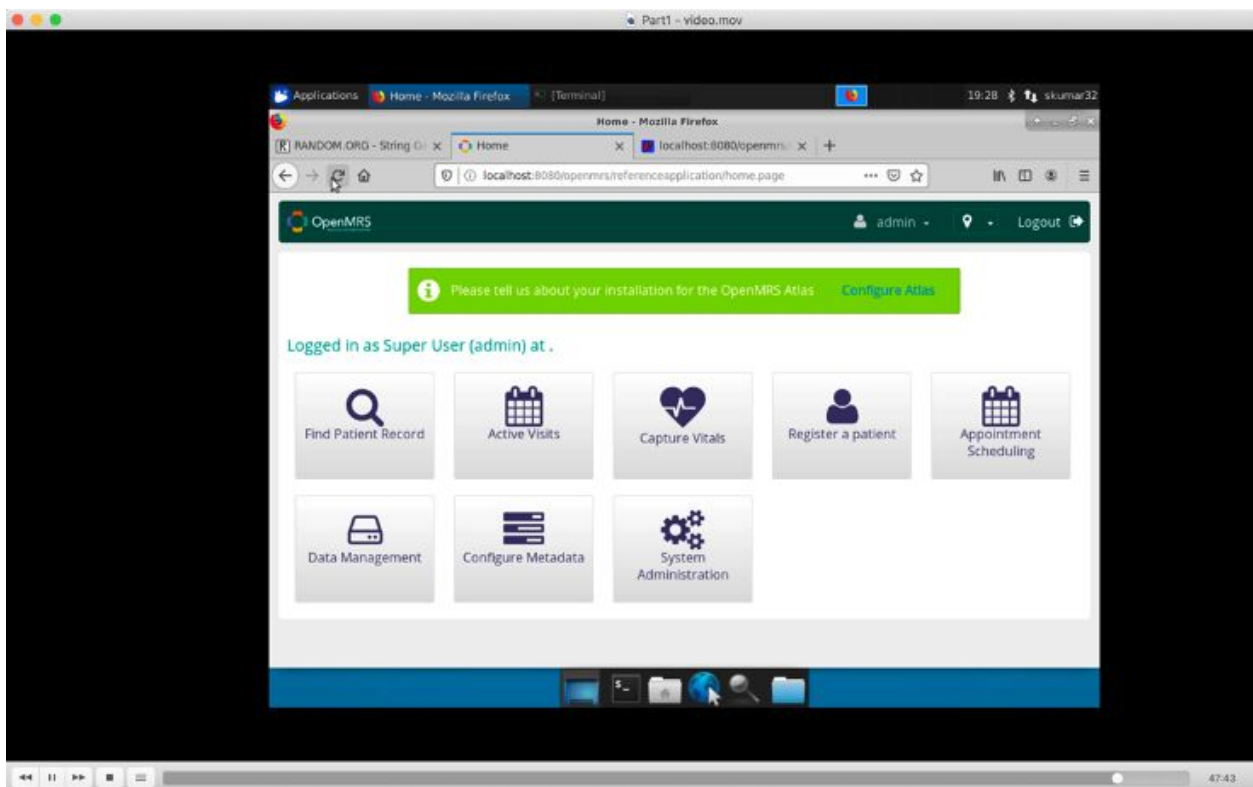 Part1 - video.mov
Applications Home - Mozilla Firefox [Terminal] 19:28 skumar32
Home - Mozilla Firefox
RANDOM.ORG - String Home localhost:8080/openmrs
localhost:8080/openmrs/referenceapplication/home.page
OpenMRS admin Logout
Please tell us about your installation for the OpenMRS Atlas Configure Atlas
Logged in as Super User (admin) at .
Find Patient Record
Active Visits
Capture Vitals
Register a patient
Appointment
Scheduling
Data Management
Configure Metadata
System
Administration
47:43